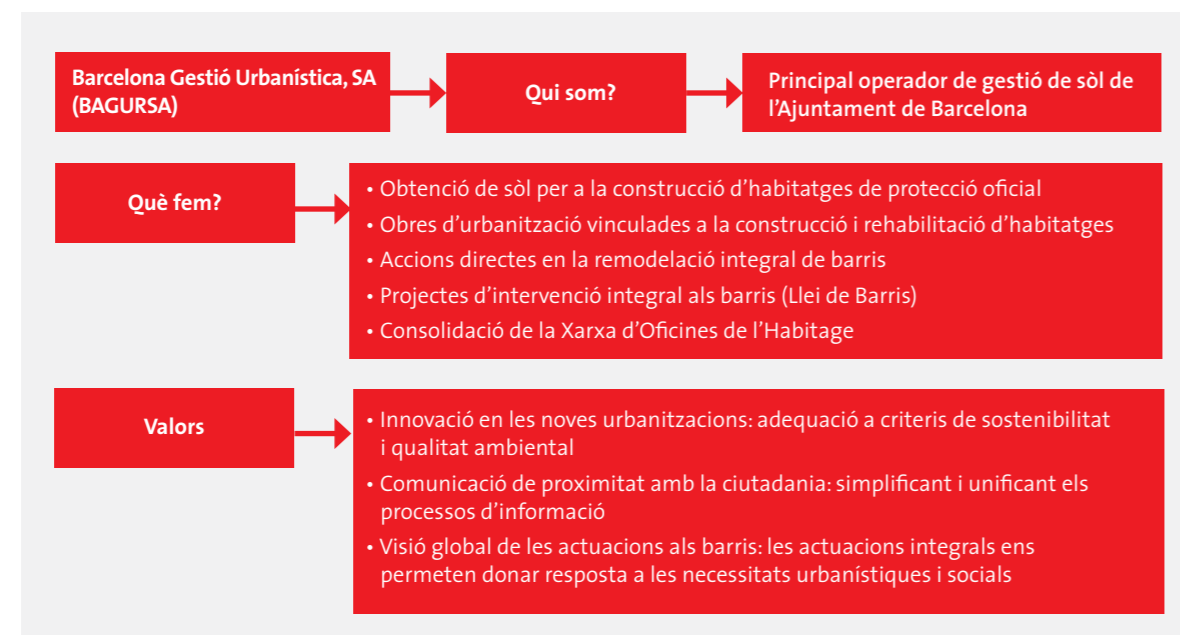 Barcelona Gestió Urbanística, SA
(BAGURSA)
Qui som?
Principal operador de gestió de sòl de
l’Ajuntament de Barcelona
Què fem?
• Obtenció de sòl per a la construcció d’habitatges de protecció oficial
• Obres d’urbanització vinculades a la construcció i rehabilitació d’habitatges
• Accions directes en la remodelació integral de barris
• Projectes d’intervenció integral als barris (Llei de Barris)
• Consolidació de la Xarxa d’Oficines de l’Habitage
Valors
• Innovació en les noves urbanitzacions: adequació a criteris de sostenibilitat
i qualitat ambiental
• Comunicació de proximitat amb la ciutadania: simplificant i unificant els
processos d’informació
• Visió global de les actuacions als barris: les actuacions integrals ens
permeten donar resposta a les necessitats urbanístiques i socials